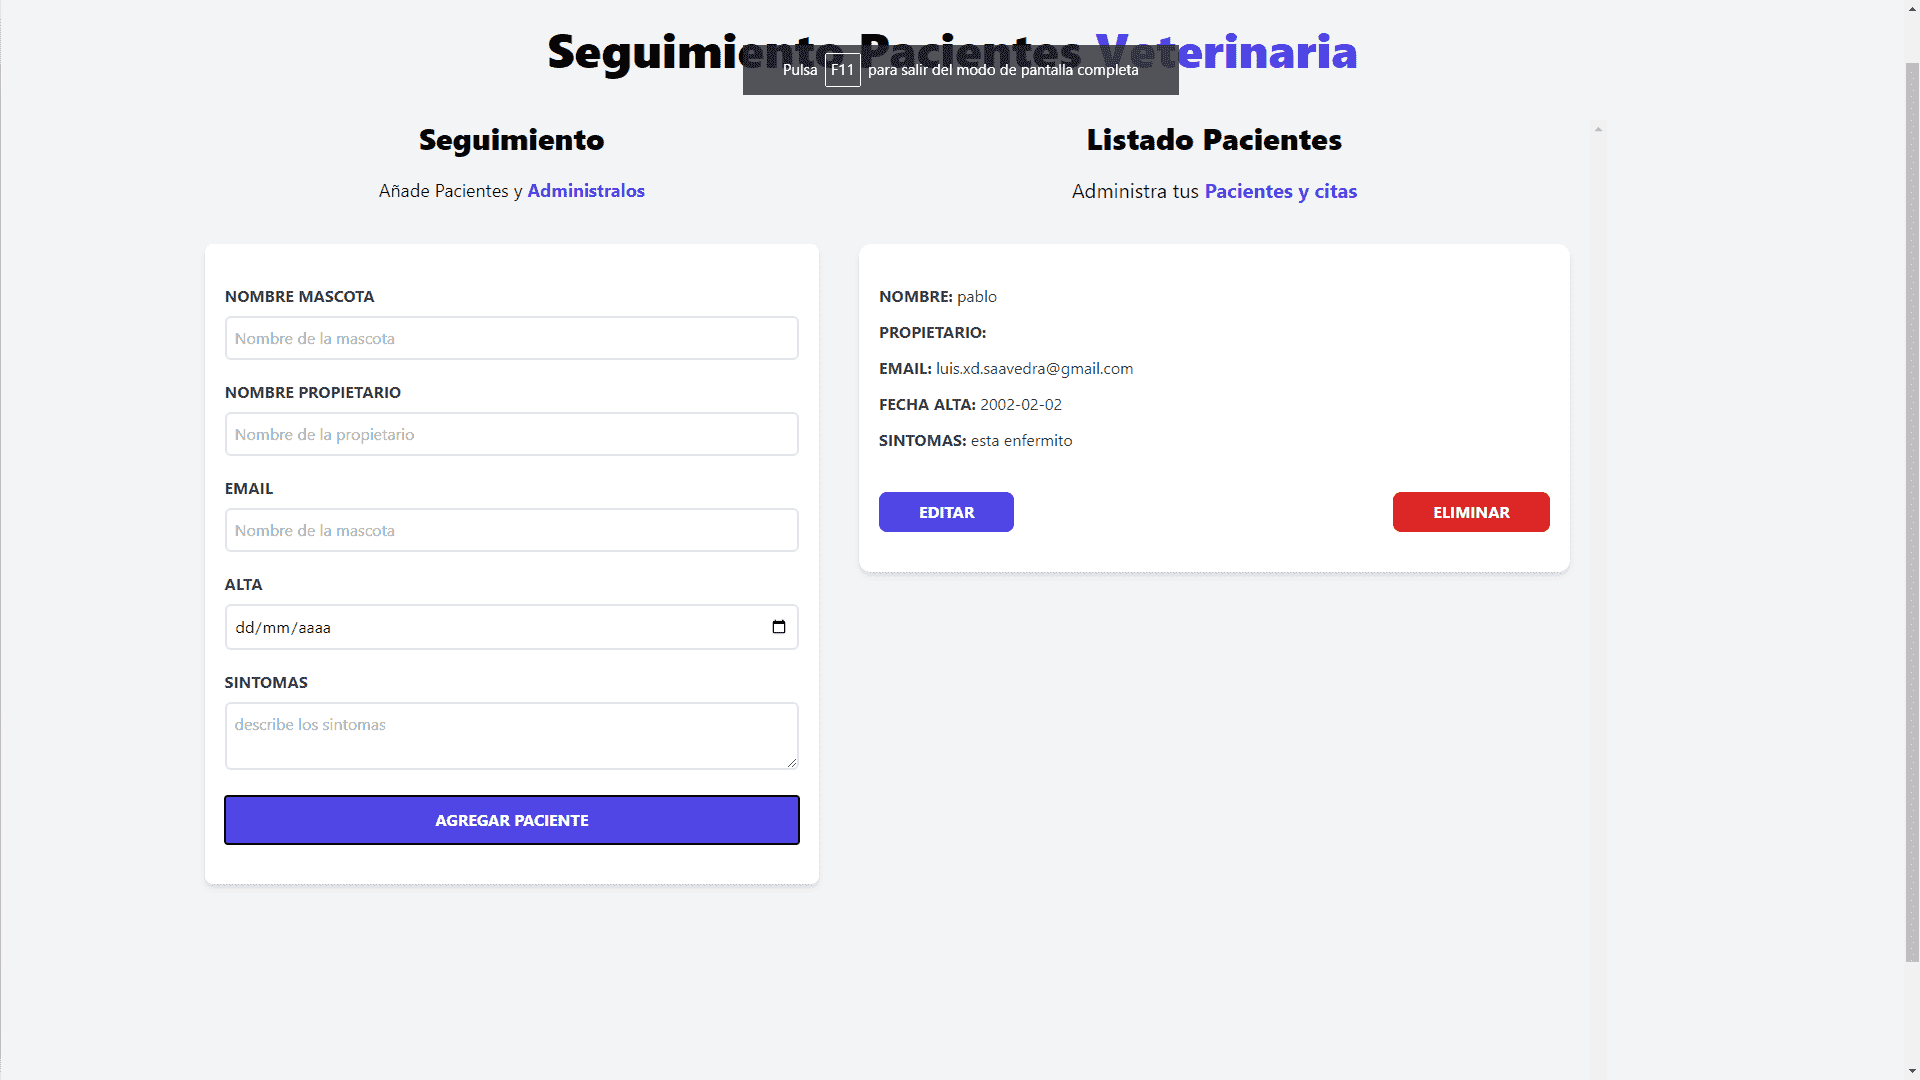 Seguimiento Pacientes Veterinaria
Pulsa F11 para salir del modo de pantalla completa
Seguimiento
Añade Pacientes y Administralos
NOMBRE MASCOTA
Nombre de la mascota
NOMBRE PROPIETARIO
Nombre de la propietario
EMAIL
Nombre de la mascota
ALTA
dd/mm/aaaa
SINTOMAS
describe los sintomas
AGREGAR PACIENTE
Listado Pacientes
Administra tus Pacientes y citas
NOMBRE: pablo
PROPIETARIO:
EMAIL: luis.xd.saavedra@gmail.com
FECHA ALTA: 2002-02-02
SINTOMAS: esta enfermito
EDITAR
ELIMINAR